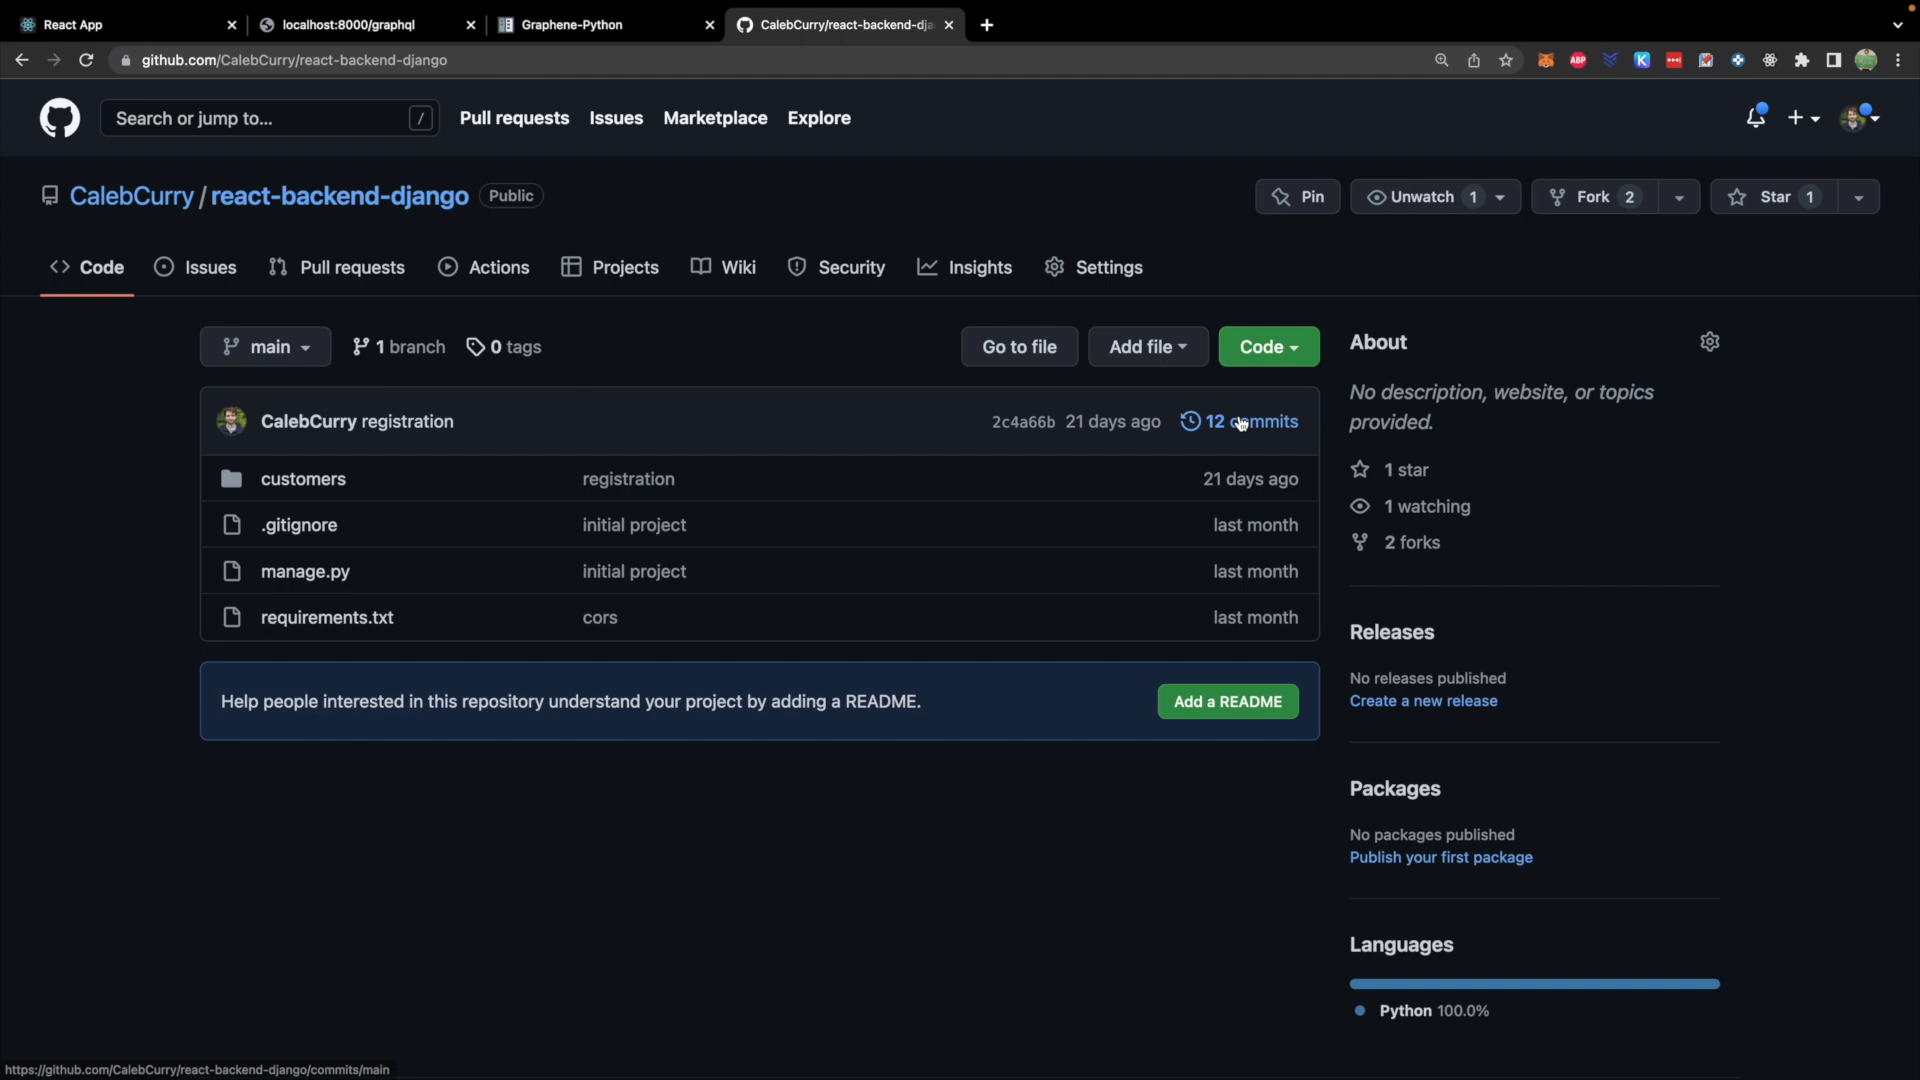 React App
localhost:8000/graphql
Graphene-Python
CalebCurry/react-backend-dja
github.com/CalebCurry/react-backend-django
ABP
K
Search or jump to...
/
Pull requests
Issues
Marketplace
Explore
CalebCurry / react-backend-django
Public
Pin
Unwatch 1
Fork 2
Star 1
Code
Issues
Pull requests
Actions
Projects
Wiki
Security
Insights
Settings
main
1 branch
0 tags
Go to file
Add file
Code
CalebCurry registration
2c4a66b 21 days ago
12 commits
customers
registration
21 days ago
.gitignore
initial project
last month
manage.py
initial project
last month
requirements.txt
cors
last month
Help people interested in this repository understand your project by adding a README.
Add a README
About
No description, website, or topics
provided.
1 star
1 watching
2 forks
Releases
No releases published
Create a new release
Packages
No packages published
Publish your first package
Languages
Python 100.0%
https://github.com/CalebCurry/react-backend-django/commits/main